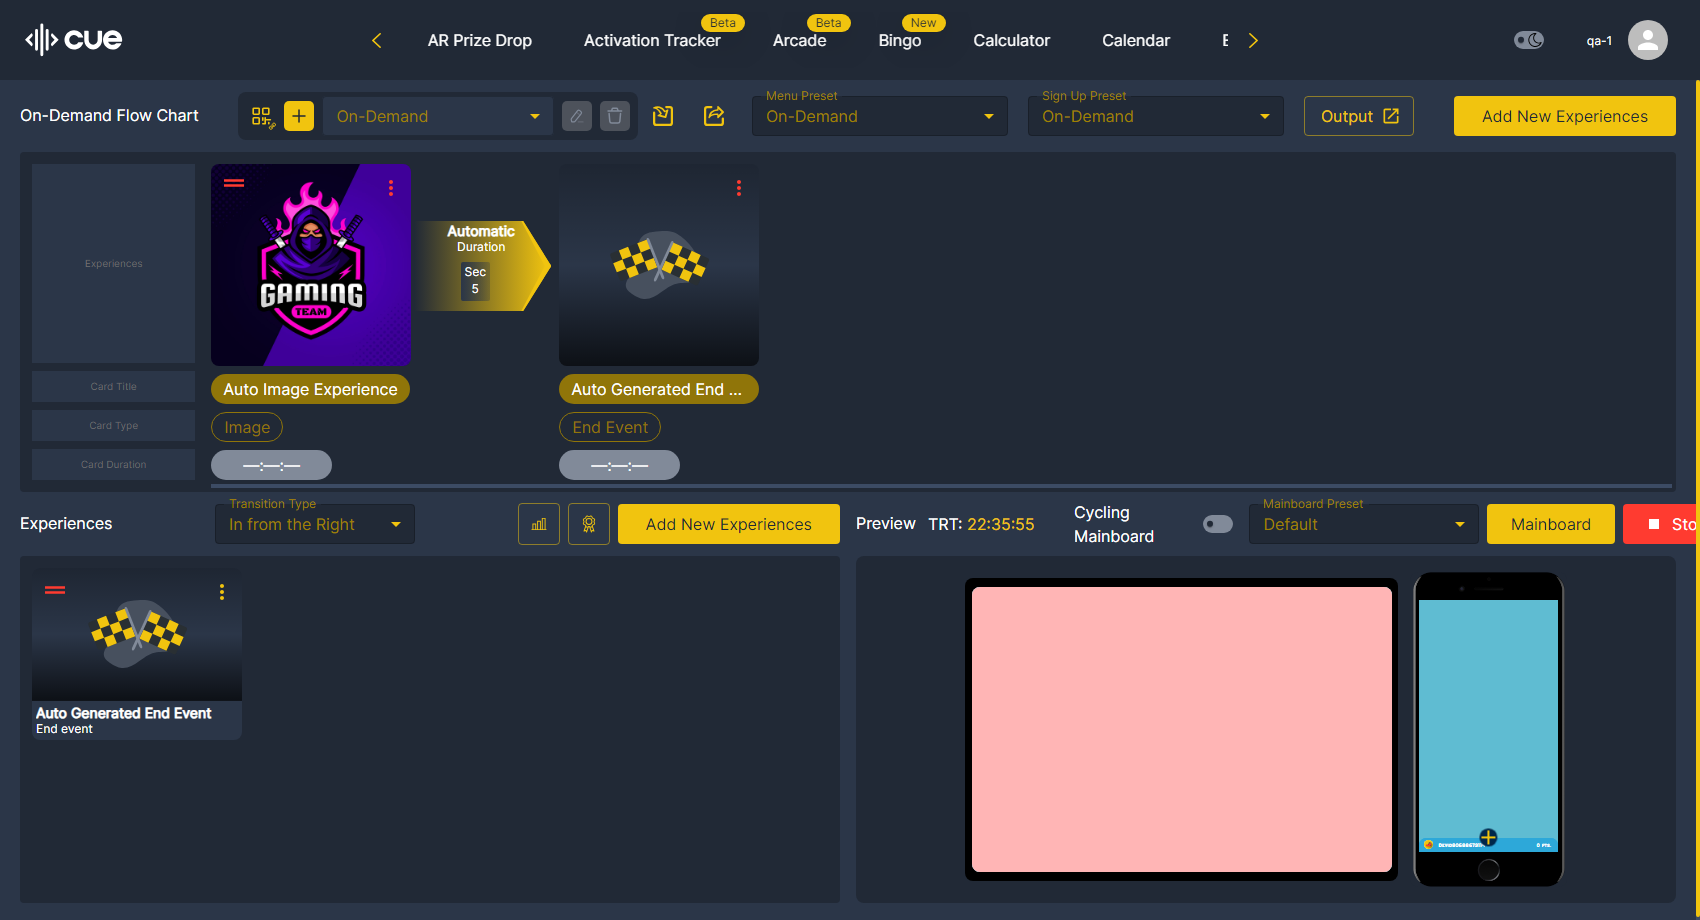 cue
AR Prize Drop
Activation Tracker
Beta
Arcade
Beta
Bingo
New
Calculator
Calendar
qa-1
On-Demand Flow Chart
On-Demand
Menu Preset
On-Demand
Sign Up Preset
On-Demand
Output
Add New Experiences
Experiences
Card Title
Card Type
Card Duration
GAMING
TEAM
Automatic
Duration
Sec
5
Auto Image Experience
Image
—:—:—
Auto Generated End ...
End Event
—:—:—
Experiences
Transition Type
In from the Right
Add New Experiences
Preview
TRT: 22:35:55
Cycling
Mainboard
Mainboard Preset
Default
Mainboard
Sto
Auto Generated End Event
End event
0 PTS.